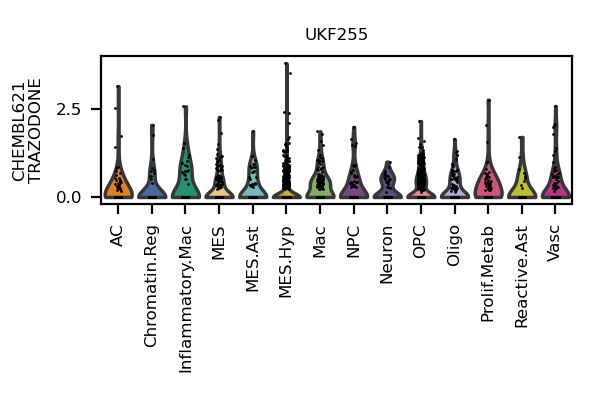 UKF255
CHEMBL621
TRAZODONE
2.5
0.0
AC
Chromatin.Reg
Inflammatory.Mac
MES
MES.Ast
MES.Hyp
Mac
NPC
Neuron
OPC
Oligo
Prolif.Metab
Reactive.Ast
Vasc